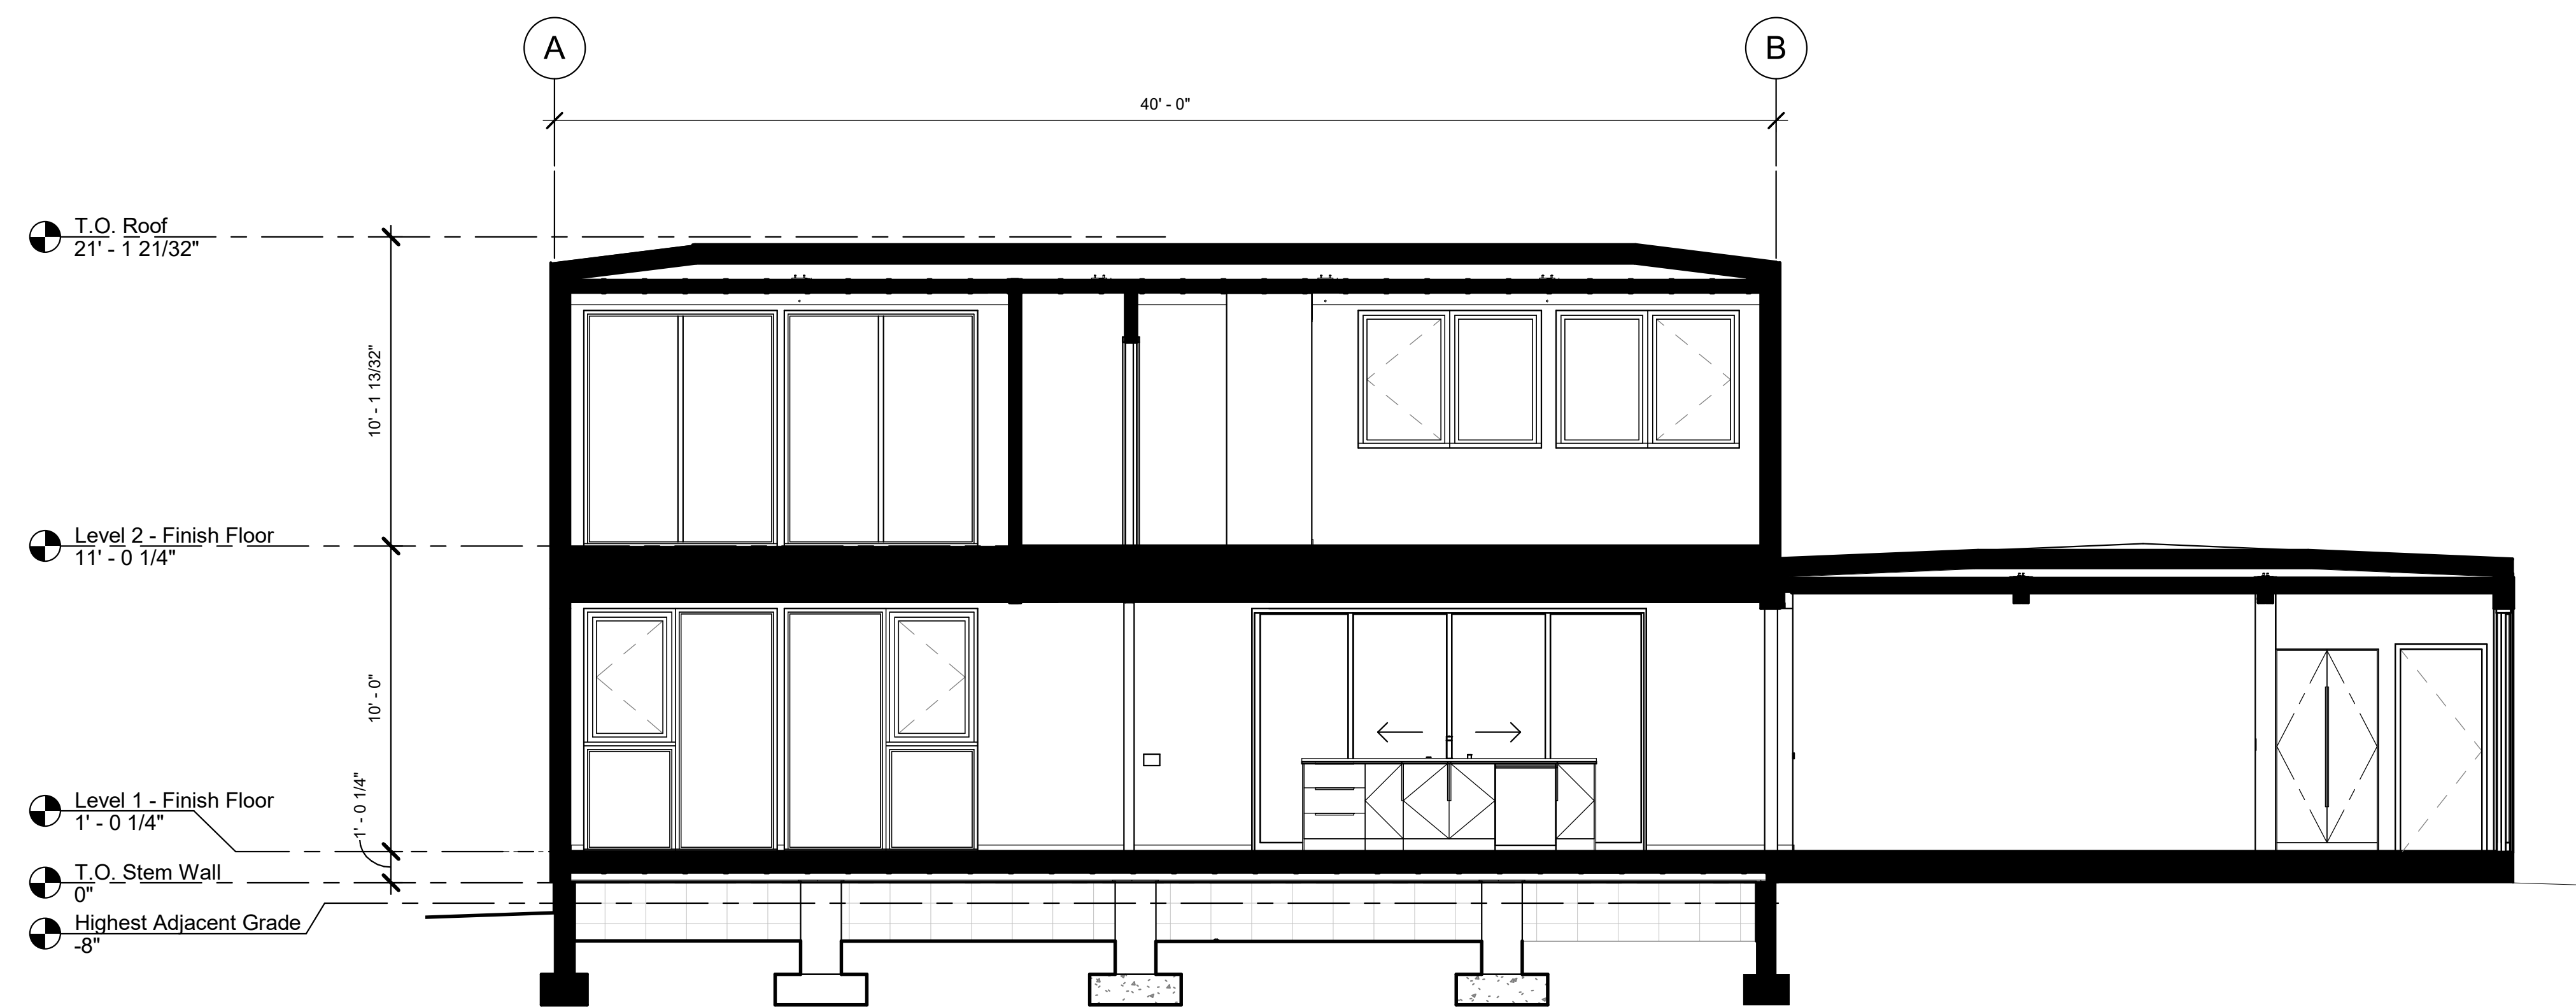 A
B
40' - 0"
T.O. Roof
21' - 1 21/32"
10' - 1 13/32"
Level 2 - Finish Floor
11' - 0 1/4"
10' - 0"
Level 1 - Finish Floor
1' - 0 1/4"
1' - 0 1/4"
T.O. Stem Wall
0"
Highest Adjacent Grade
-8"